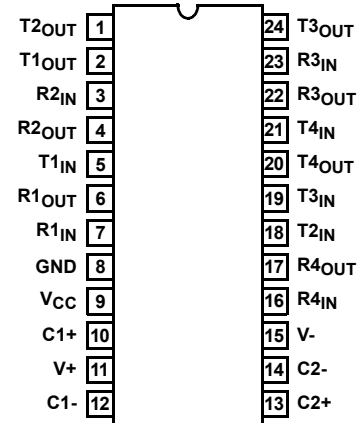 T2OUT 1 24 T3OUT
T1OUT 2 23 R3IN
R2IN 3 22 R3OUT
R2OUT 4 21 T4IN
T1IN 5 20 T4OUT
R1OUT 6 19 T3IN
R1IN 7 18 T2IN
GND 8 17 R4OUT
VCC 9 16 R4IN
C1+ 10 15 V-
V+ 11 14 C2-
C1- 12 13 C2+